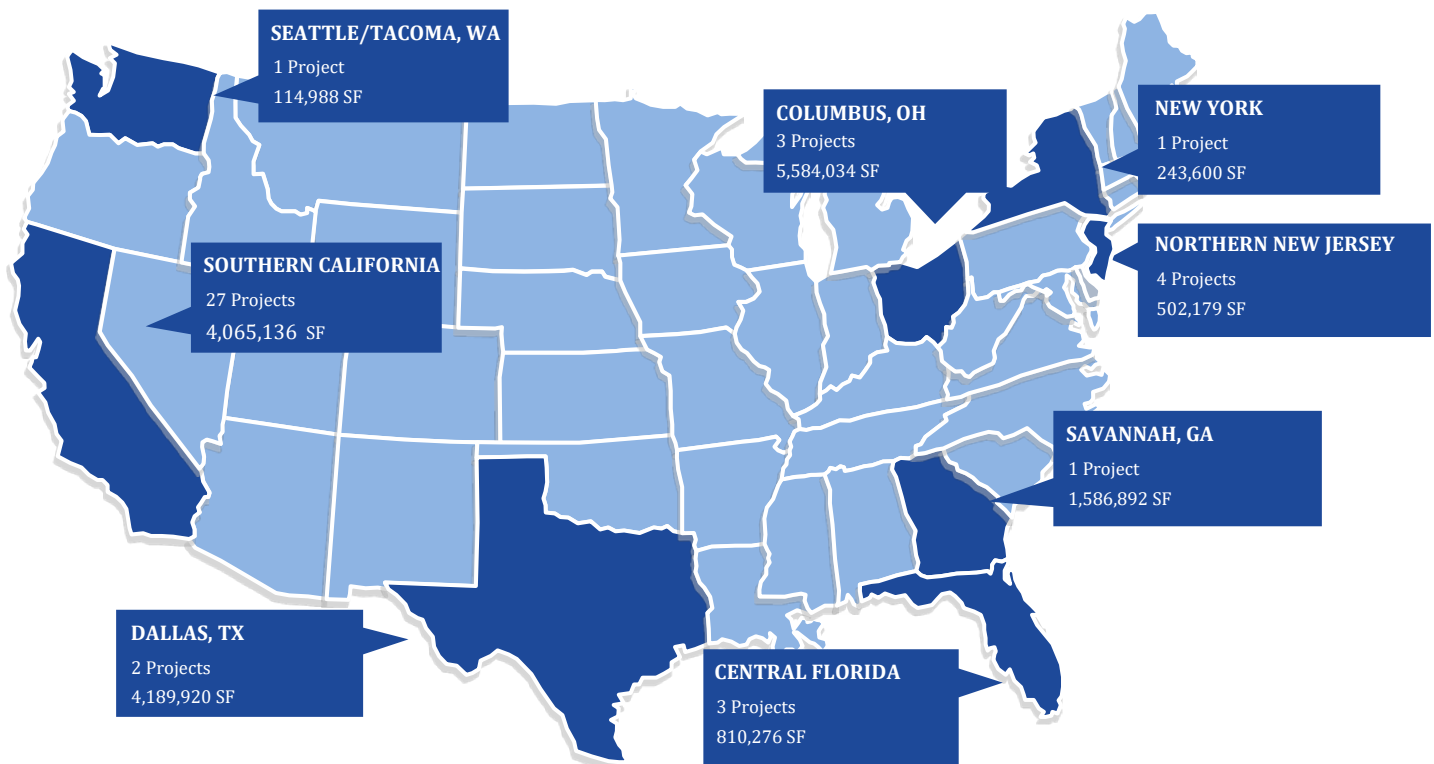 SEATTLE/TACOMA, WA
1 Project
114,988 SF
COLUMBUS, OH
3 Projects
5,584,034 SF
NEW YORK
1 Project
243,600 SF
SOUTHERN CALIFORNIA
27 Projects
4,065,136 SF
NORTHERN NEW JERSEY
4 Projects
502,179 SF
SAVANNAH, GA
1 Project
1,586,892 SF
DALLAS, TX
2 Projects
4,189,920 SF
CENTRAL FLORIDA
3 Projects
810,276 SF